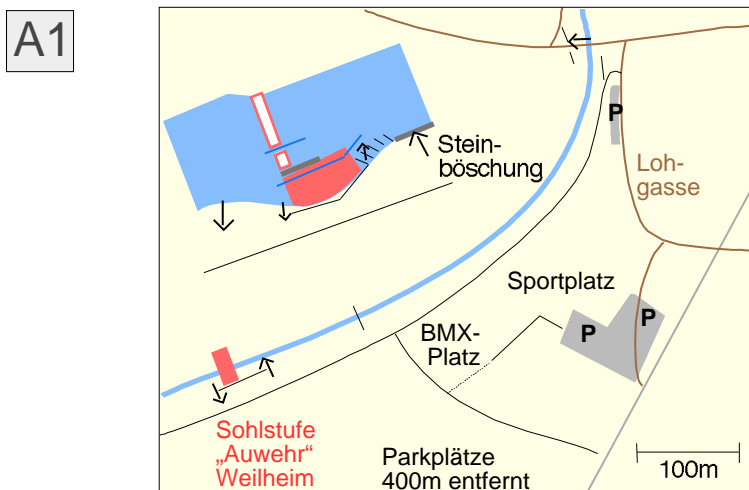 A1
Stein-
böschung
P
Loh-
gasse
Sportplatz
BMX-
Platz
P
P
Sohlstufe
„Auwehr“
Weilheim
Parkplätze
400m entfernt
100m